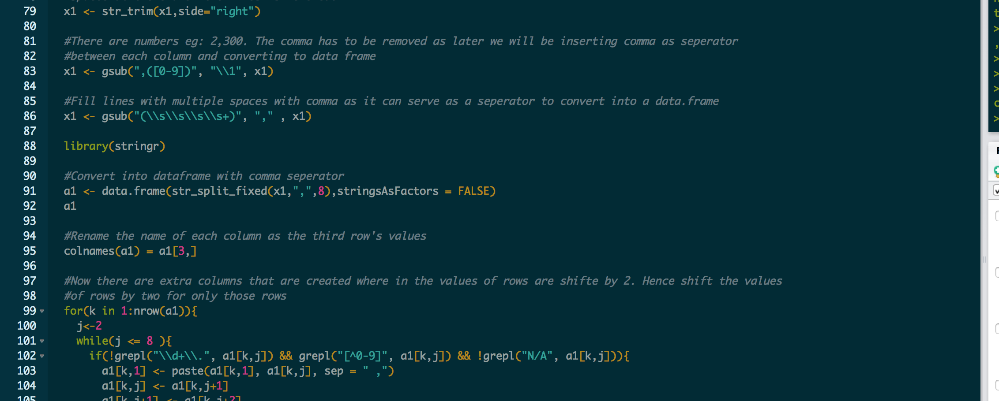 79 x1 <- str_trim(x1,side="right")
80
81 #There are numbers eg: 2,300. The comma has to be removed as later we will be inserting comma as seperator
82 #between each column and converting to data frame
83 x1 <- gsub(",([0-9])", "\\1", x1)
84
85 #Fill lines with multiple spaces with comma as it can serve as a seperator to convert into a data.frame
86 x1 <- gsub("(\\s\\s\\s\\s+)", "," , x1)
87
88 library(stringr)
89
90 #Convert into dataframe with comma seperator
91 a1 <- data.frame(str_split_fixed(x1,",",8),stringsAsFactors = FALSE)
92 a1
93
94 #Rename the name of each column as the third row's values
95 colnames(a1) = a1[3,]
96
97 #Now there are extra columns that are created where in the values of rows are shifte by 2. Hence shift the values
98 #of rows by two for only those rows
99 for(k in 1:nrow(a1)){
100 j<-2
101 while(j <= 8 ){
102 if(!grepl("\\d+\\.", a1[k,j]) && grepl("[^0-9]", a1[k,j]) && !grepl("N/A", a1[k,j])){
103 a1[k,1] <- paste(a1[k,1], a1[k,j], sep = " ,")
104 a1[k,j] <- a1[k,j+1]
105 a1[k,j+1] <- a1[k,j+2]